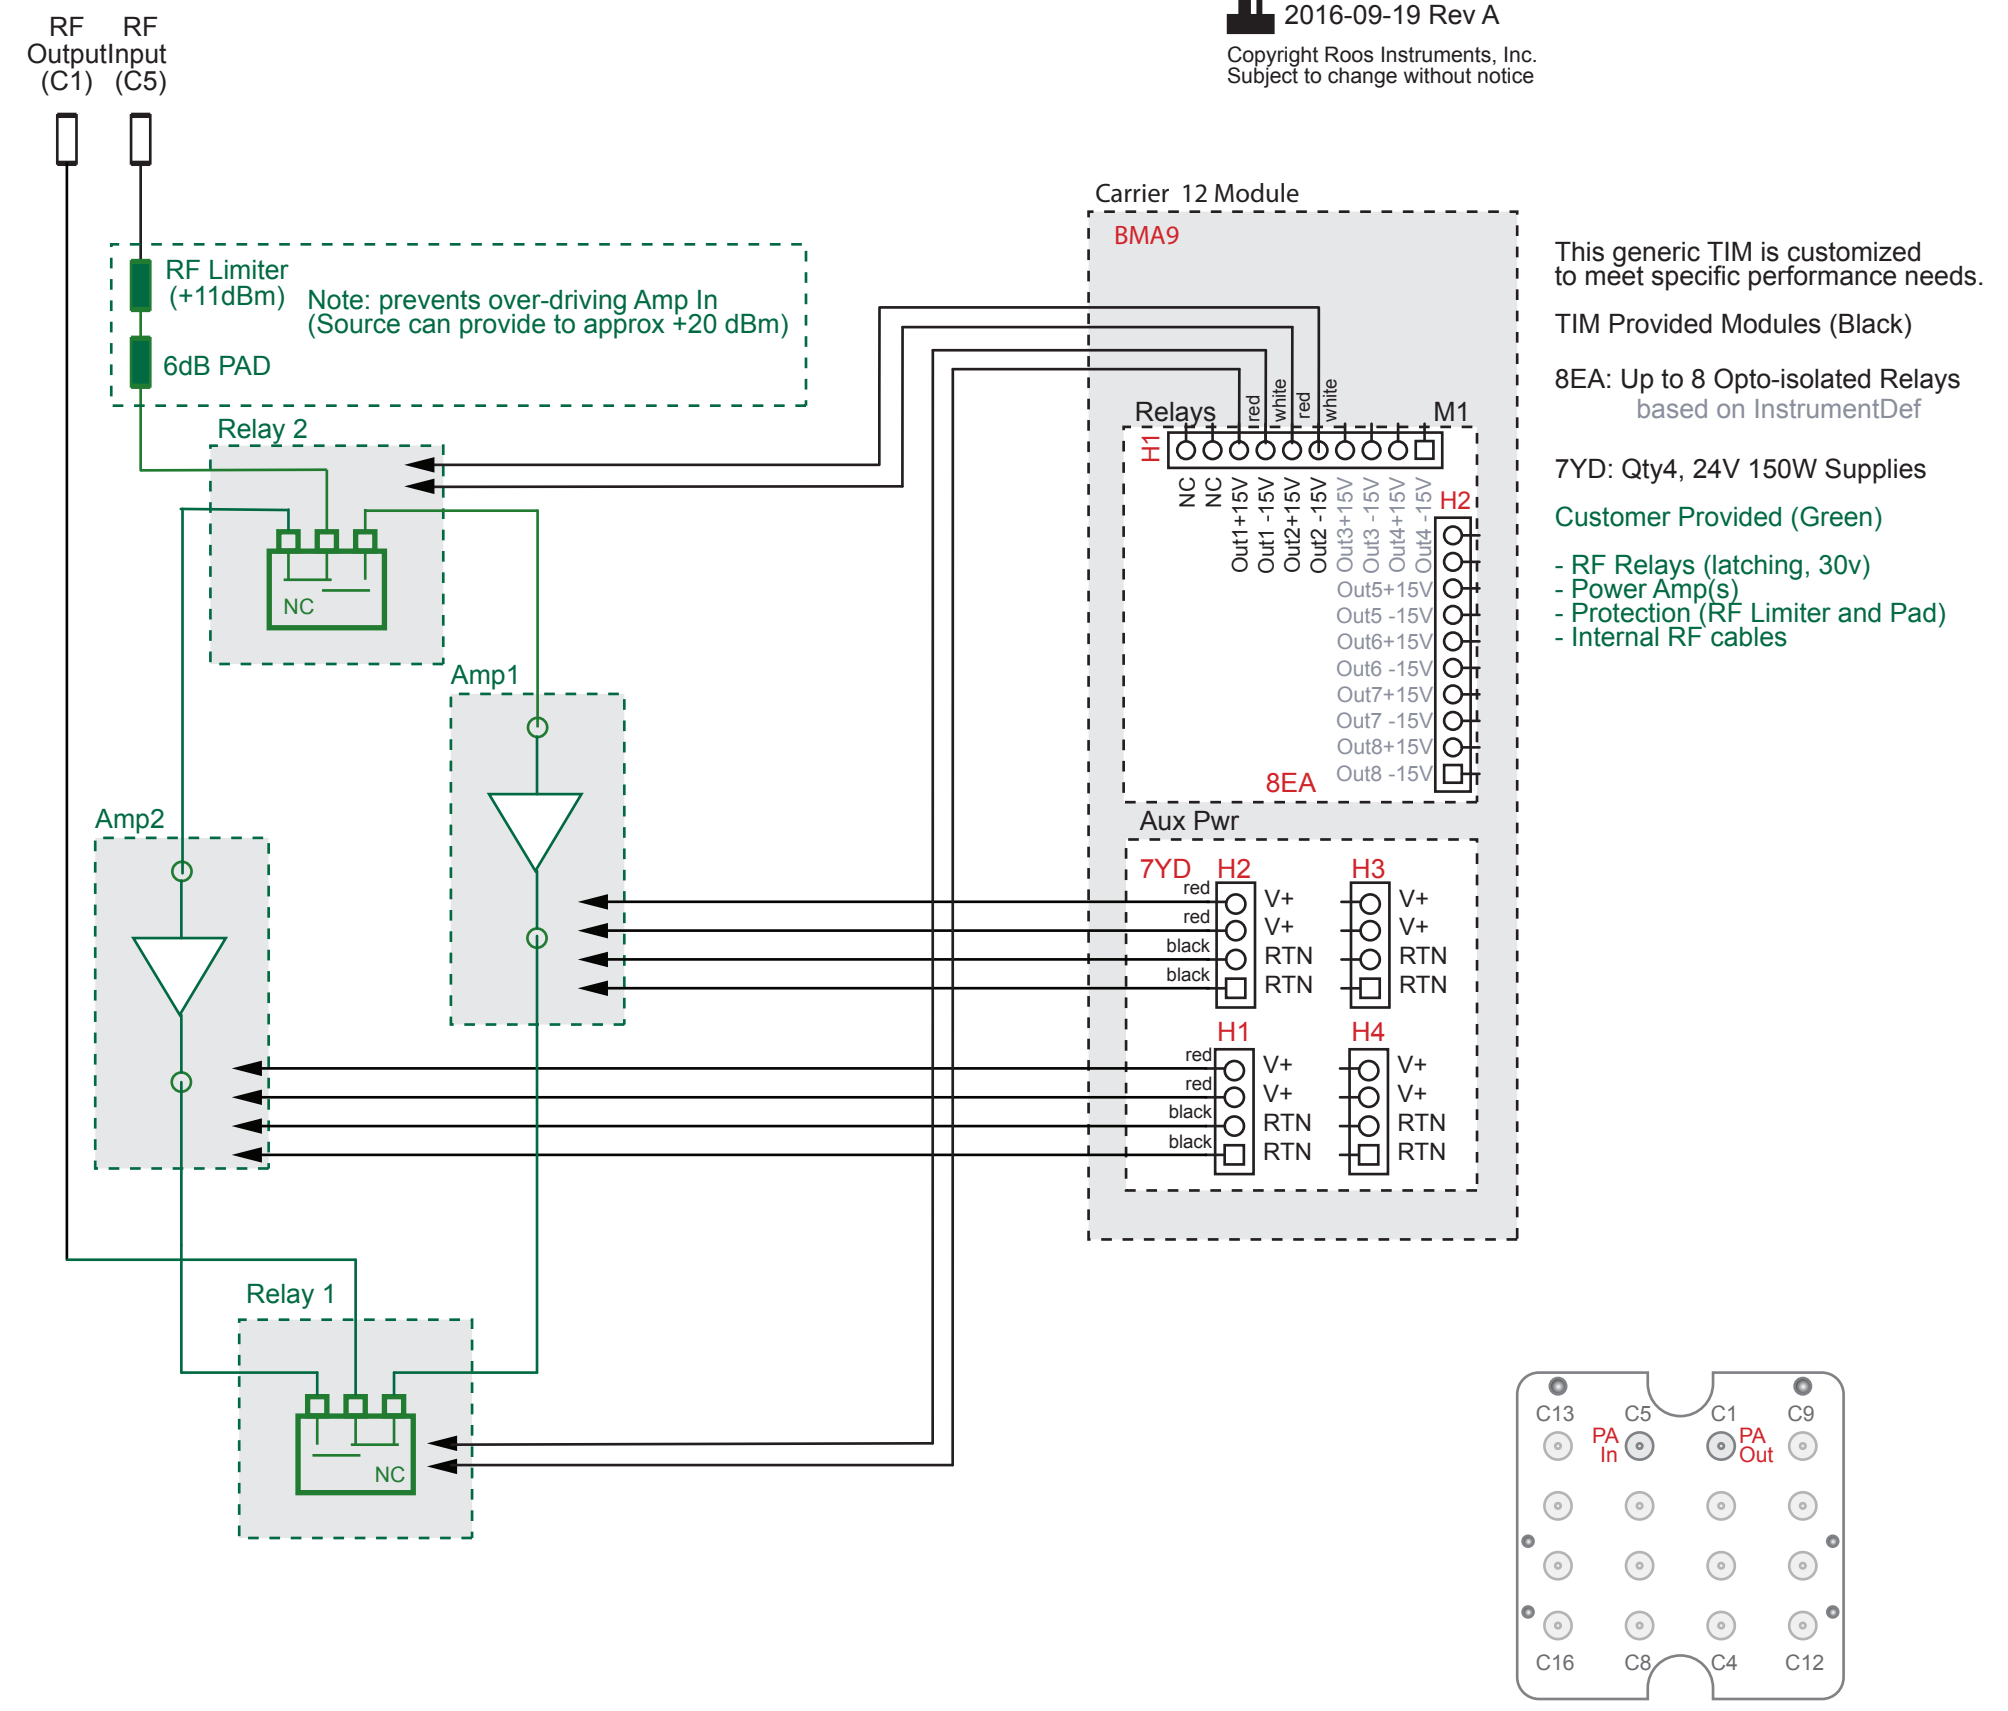 2016-09-19 Rev A
Copyright Roos Instruments, Inc.
Subject to change without notice
RF RF
Output Input
(C1) (C5)
RF Limiter
(+11dBm)
Note: prevents over-driving Amp In
(Source can provide to approx +20 dBm)
6dB PAD
Relay 2
NC
Amp1
Amp2
Relay 1
NC
Carrier 12 Module
BMA9
Relays
red
white
red
white
M1
H1
NC
NC
Out1+15V
Out1 -15V
Out2+15V
Out2 -15V
Out3+15V
Out3 -15V
Out4+15V
Out4 -15V
H2
Out5+15V
Out5 -15V
Out6+15V
Out6 -15V
Out7+15V
Out7 -15V
Out8+15V
Out8 -15V
8EA
Aux Pwr
7YD
H2
red V+
red V+
black RTN
black RTN
H3
V+
V+
RTN
RTN
H1
red V+
red V+
black RTN
black RTN
H4
V+
V+
RTN
RTN
This generic TIM is customized
to meet specific performance needs.
TIM Provided Modules (Black)
8EA: Up to 8 Opto-isolated Relays
based on InstrumentDef
7YD: Qty4, 24V 150W Supplies
Customer Provided (Green)
- RF Relays (latching, 30v)
- Power Amp(s)
- Protection (RF Limiter and Pad)
- Internal RF cables
C13 C5 C1 C9
PA
In
PA
Out
C16 C8 C4 C12